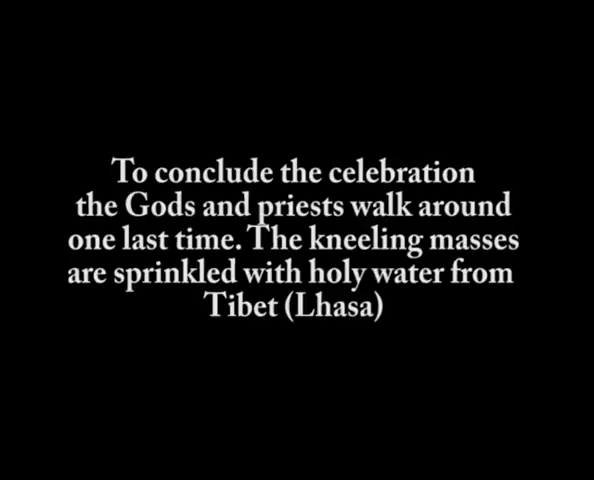 To conclude the celebration
the Gods and priests walk around
one last time. The kneeling masses
are sprinkled with holy water from
Tibet (Lhasa)